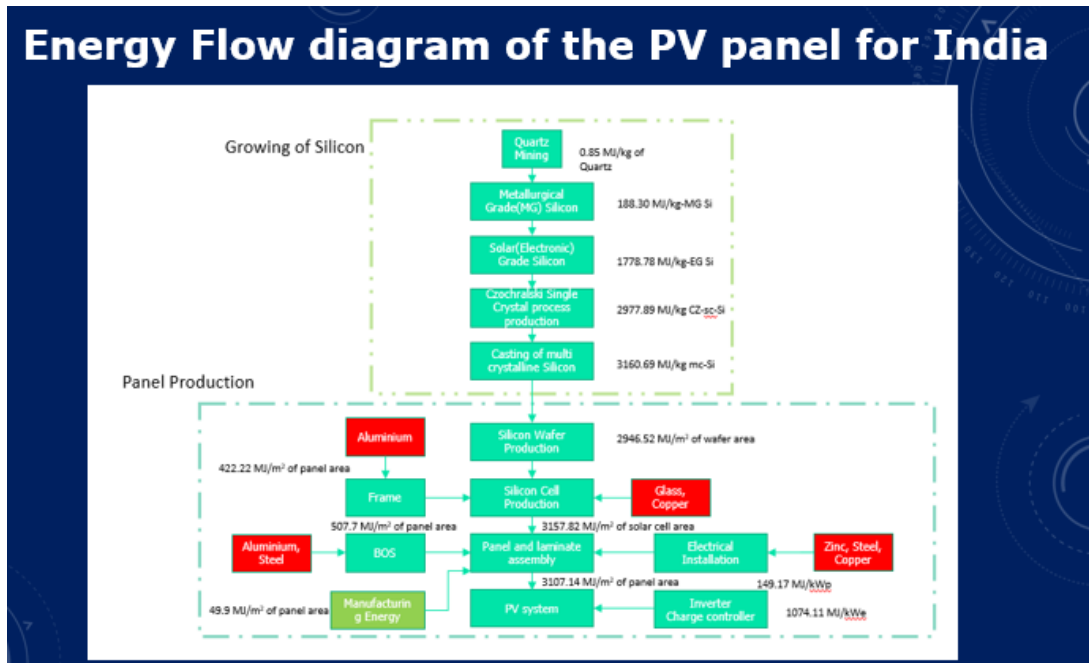 Energy Flow diagram of the PV panel for India
Growing of Silicon
Quartz
Mining
0.85 MJ/kg of
Quartz
Metallurgical
Grade(MG) Silicon
188.30 MJ/kg-MG Si
Solar(Electronic)
Grade Silicon
1778.78 MJ/kg-EG Si
Czochralski Single
Crystal process
production
2977.89 MJ/kg CZ-sc-Si
Casting of multi
crystalline Silicon
3160.69 MJ/kg mc-Si
Panel Production
Aluminium
Silicon Wafer
Production
2946.52 MJ/m² of wafer area
422.22 MJ/m² of panel area
Frame
Silicon Cell
Production
Glass,
Copper
507.7 MJ/m² of panel area
3157.82 MJ/m² of solar cell area
Aluminium,
Steel
BOS
Panel and laminate
assembly
Electrical
Installation
Zinc, Steel,
Copper
3107.14 MJ/m² of panel area
149.17 MJ/kWp
49.9 MJ/m² of panel area
Manufacturin
g Energy
PV system
Inverter
Charge controller
1074.11 MJ/kWe